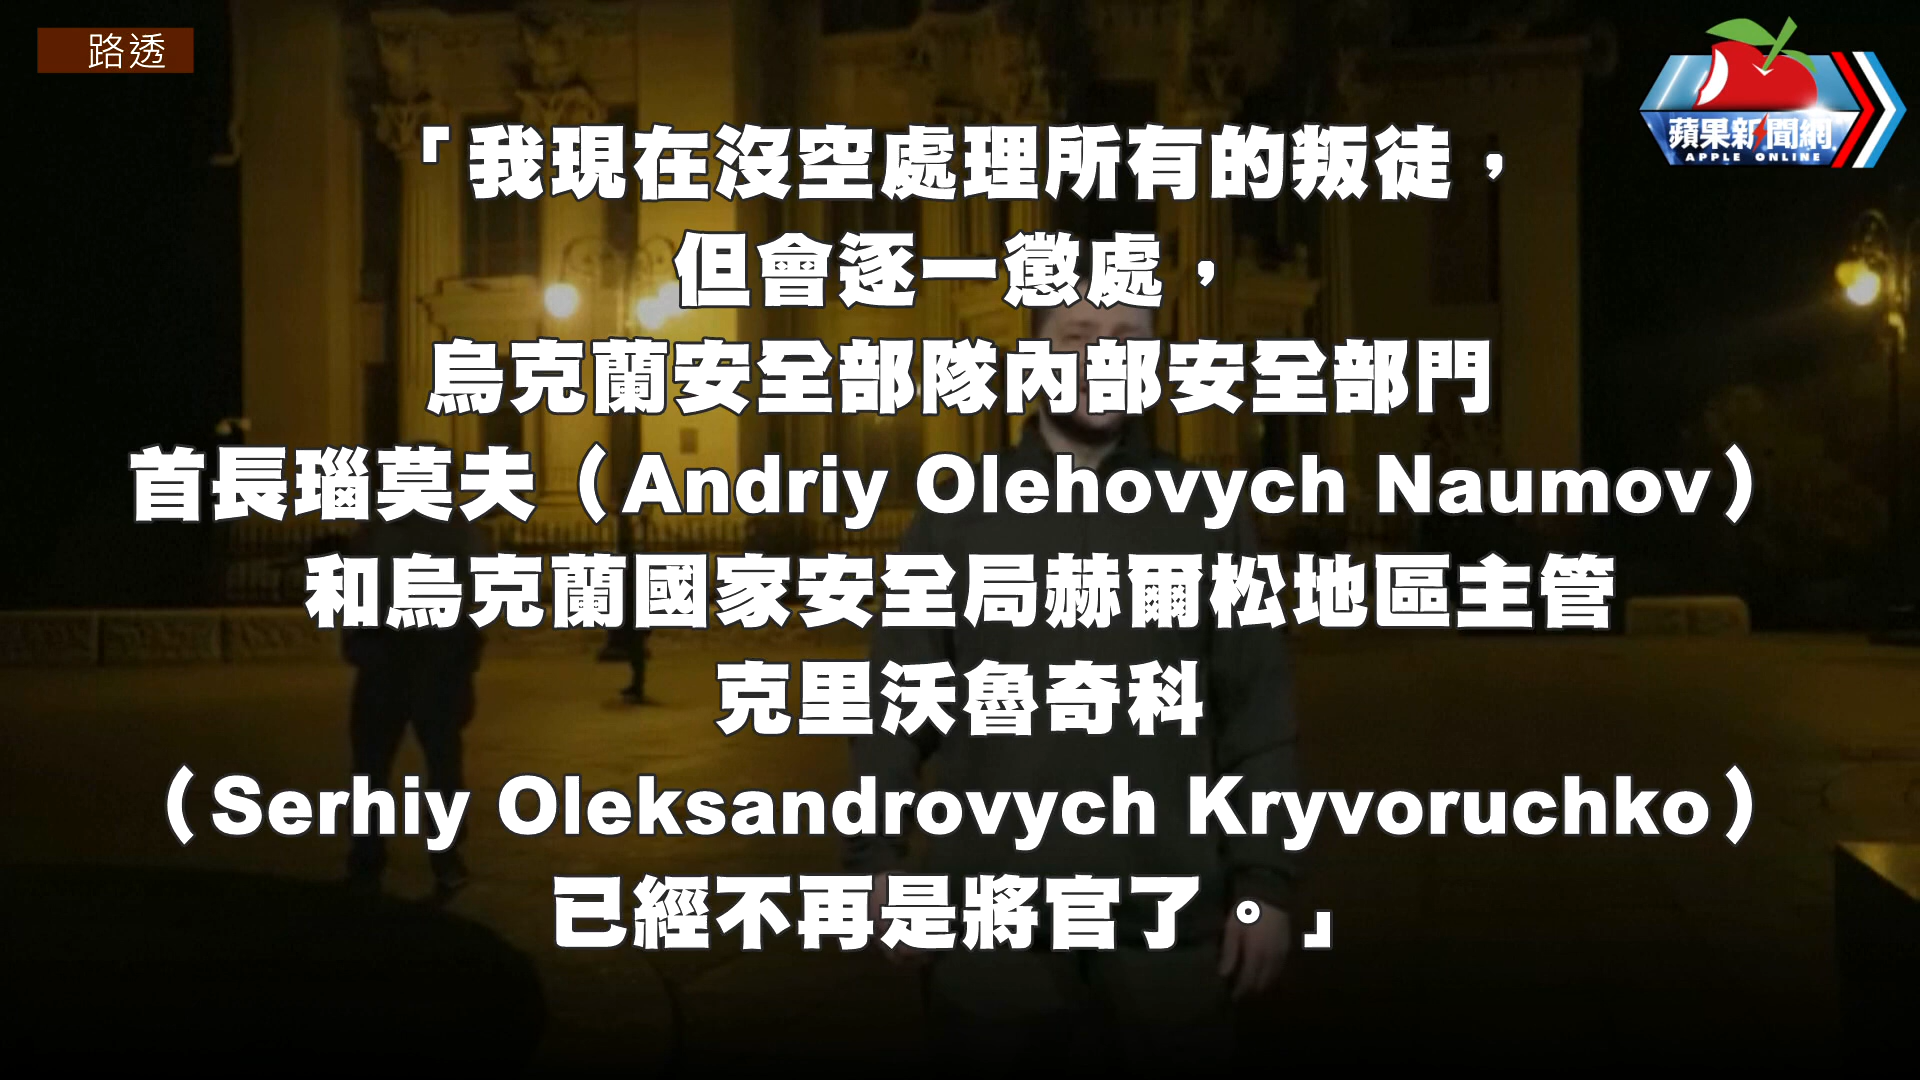 路透
蘋果新聞網
APPLE ONLINE
「我現在沒空處理所有的叛徒，
但會逐一懲處，
烏克蘭安全部隊內部安全部門
首長瑙莫夫（Andriy Olehovych Naumov）
和烏克蘭國家安全局赫爾松地區主管
克里沃魯奇科
（Serhiy Oleksandrovych Kryvoruchko）
已經不再是將官了。」